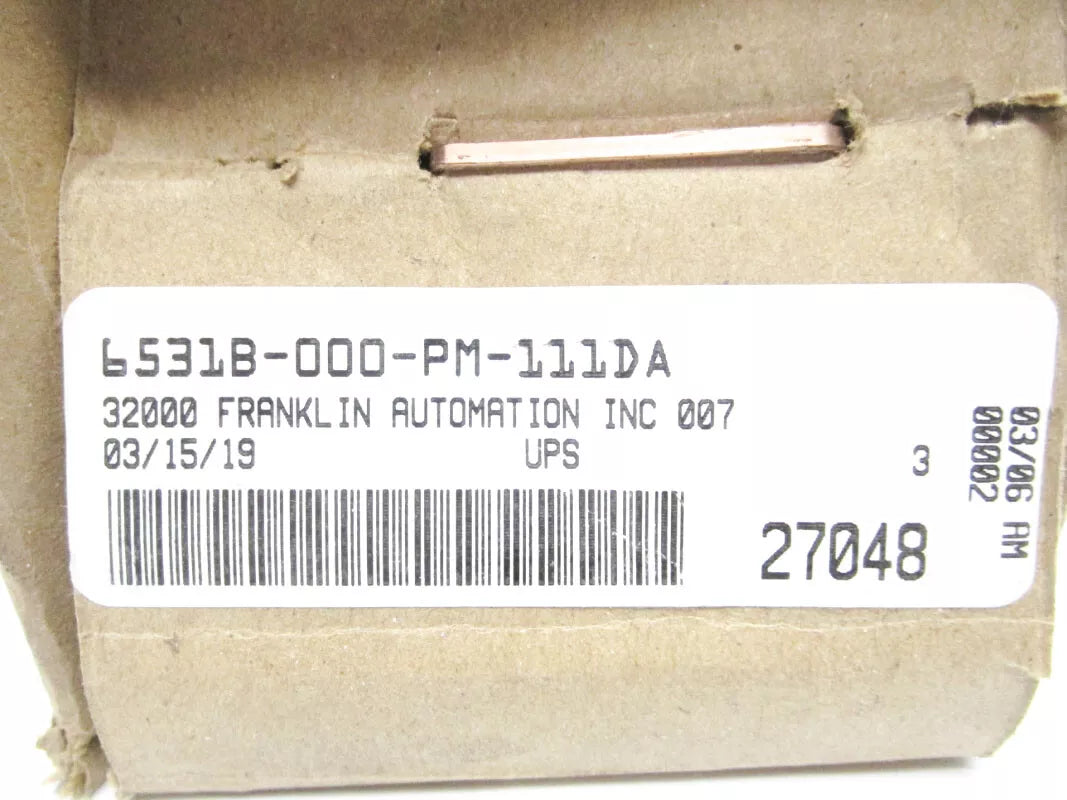 6531B-000-PM-111DA
32000 FRANKLIN AUTOMATION INC 007
03/15/19 UPS 3
27048
03/06 AM
00002